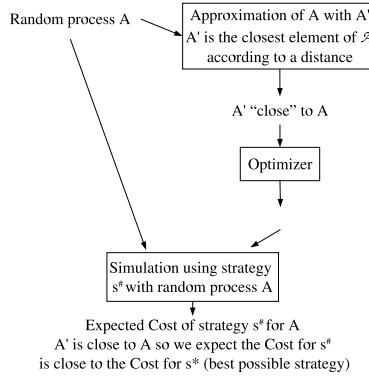 Random process A
Approximation of A with A'
A' is the closest element of 𝒜
according to a distance
A' “close” to A
Optimizer
Simulation using strategy
s# with random process A
Expected Cost of strategy s# for A
A' is close to A so we expect the Cost for s#
is close to the Cost for s* (best possible strategy)